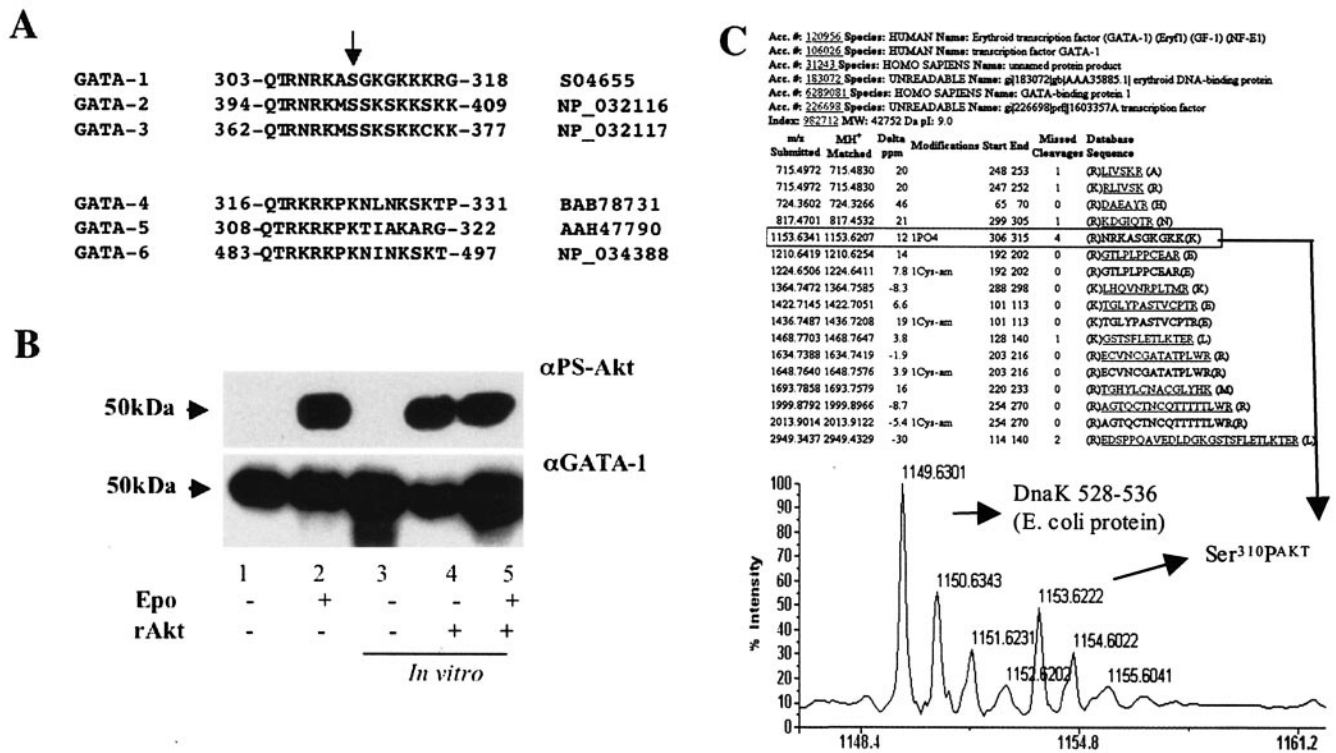 A
GATA-1 303-QTRNRKASGKGKKKRG-318 S04655
GATA-2 394-QTRNRKMSSKSKKSKK-409 NP_032116
GATA-3 362-QTRNRKMSSKSKKCKK-377 NP_032117
GATA-4 316-QTRKRKPKNLNKSKTP-331 BAB78731
GATA-5 308-QTRKRKPKTIAKARG-322 AAH47790
GATA-6 483-QTRKRKPKNINKSKT-497 NP_034388
B
αPS-Akt
50kDa
αGATA-1
50kDa
1 2 3 4 5
Epo - + - - +
rAkt - - - + +
In vitro
C
Acc. #: 120956 Species: HUMAN Name: Erythroid transcription factor (GATA-1) (Eryf1) (GF-1) (NF-E1)
Acc. #: 106026 Species: HUMAN Name: transcription factor GATA-1
Acc. #: 31243 Species: HOMO SAPIENS Name: unnamed protein product
Acc. #: 183072 Species: UNREADABLE Name: gi|183072|gb|AAA35885.1| erythroid DNA-binding protein
Acc. #: 6289081 Species: HOMO SAPIENS Name: GATA-binding protein 1
Acc. #: 226698 Species: UNREADABLE Name: gi|226698|prf||1603357A transcription factor
Index: 982712 MW: 42752 Da pI: 9.0
m/z MH+ Delta Missed Database
Submitted Matched ppm Modifications Start End Cleavages Sequence
715.4972 715.4830 20 248 253 1 (R)LIVSKR (A)
715.4972 715.4830 20 247 252 1 (K)RLIVSK (R)
724.3602 724.3266 46 65 70 0 (R)DAEAYR (H)
817.4701 817.4532 21 299 305 1 (R)KDGIQTR (N)
1153.6341 1153.6207 12 1PO4 306 315 4 (R)NRKASGKGKK(K)
1210.6419 1210.6254 14 192 202 0 (R)GTLPLPPCEAR (E)
1224.6506 1224.6411 7.8 1Cys-am 192 202 0 (R)GTLPLPPCEAR(E)
1364.7472 1364.7585 -8.3 288 298 0 (K)LHQVNRPLTMR (K)
1422.7145 1422.7051 6.6 101 113 0 (K)TGLYPASTVCPTR (E)
1436.7487 1436.7208 19 1Cys-am 101 113 0 (K)TGLYPASTVCPTR(E)
1468.7703 1468.7647 3.8 128 140 1 (K)GSTSFLETLKTER (L)
1634.7388 1634.7419 -1.9 203 216 0 (R)ECVNCGATATPLWR (R)
1648.7640 1648.7576 3.9 1Cys-am 203 216 0 (R)ECVNCGATATPLWR(R)
1693.7858 1693.7579 16 220 233 0 (R)TGHYLCNACGLYHK (M)
1999.8792 1999.8966 -8.7 254 270 0 (R)AGTQCTNCQTTTTTLWR (R)
2013.9014 2013.9122 -5.4 1Cys-am 254 270 0 (R)AGTQCTNCQTTTTTLWR(R)
2949.3437 2949.4329 -30 114 140 2 (R)EDSPPQAVEDLDGKGSTSFLETLKTER (L)
% Intensity
100
90
80
70
60
50
40
30
20
10
0
1149.6301
1150.6343
1151.6231
1152.6202
1153.6222
1154.6022
1155.6041
DnaK 528-536
(E. coli protein)
Ser310PAKT
1148.4 1154.8 1161.2